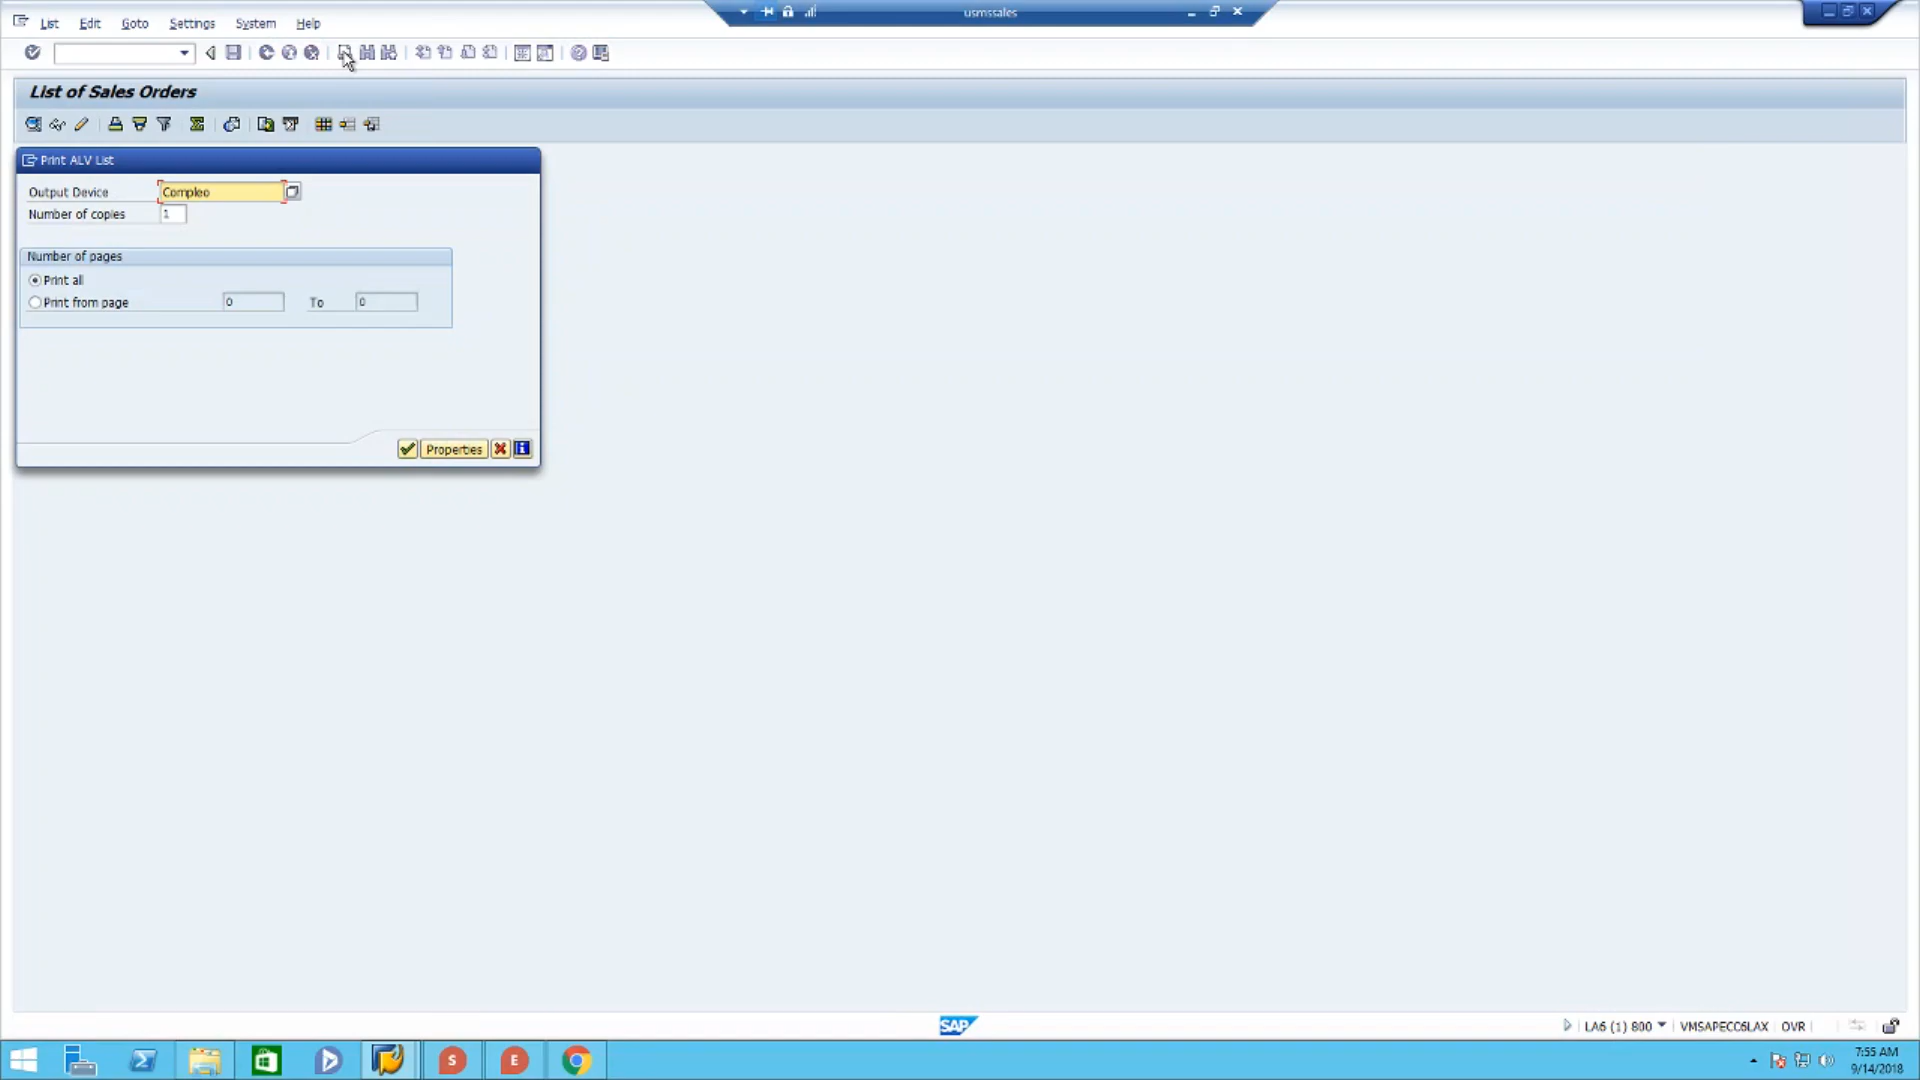 usmssales
List Edit Goto Settings System Help
List of Sales Orders
Print ALV List
Output Device Compleo
Number of copies 1
Number of pages
Print all
Print from page 0 To 0
Properties
SAP
LA6 (1) 800 VMSAPECC6LAX OVR
S E
7:55 AM
9/14/2018